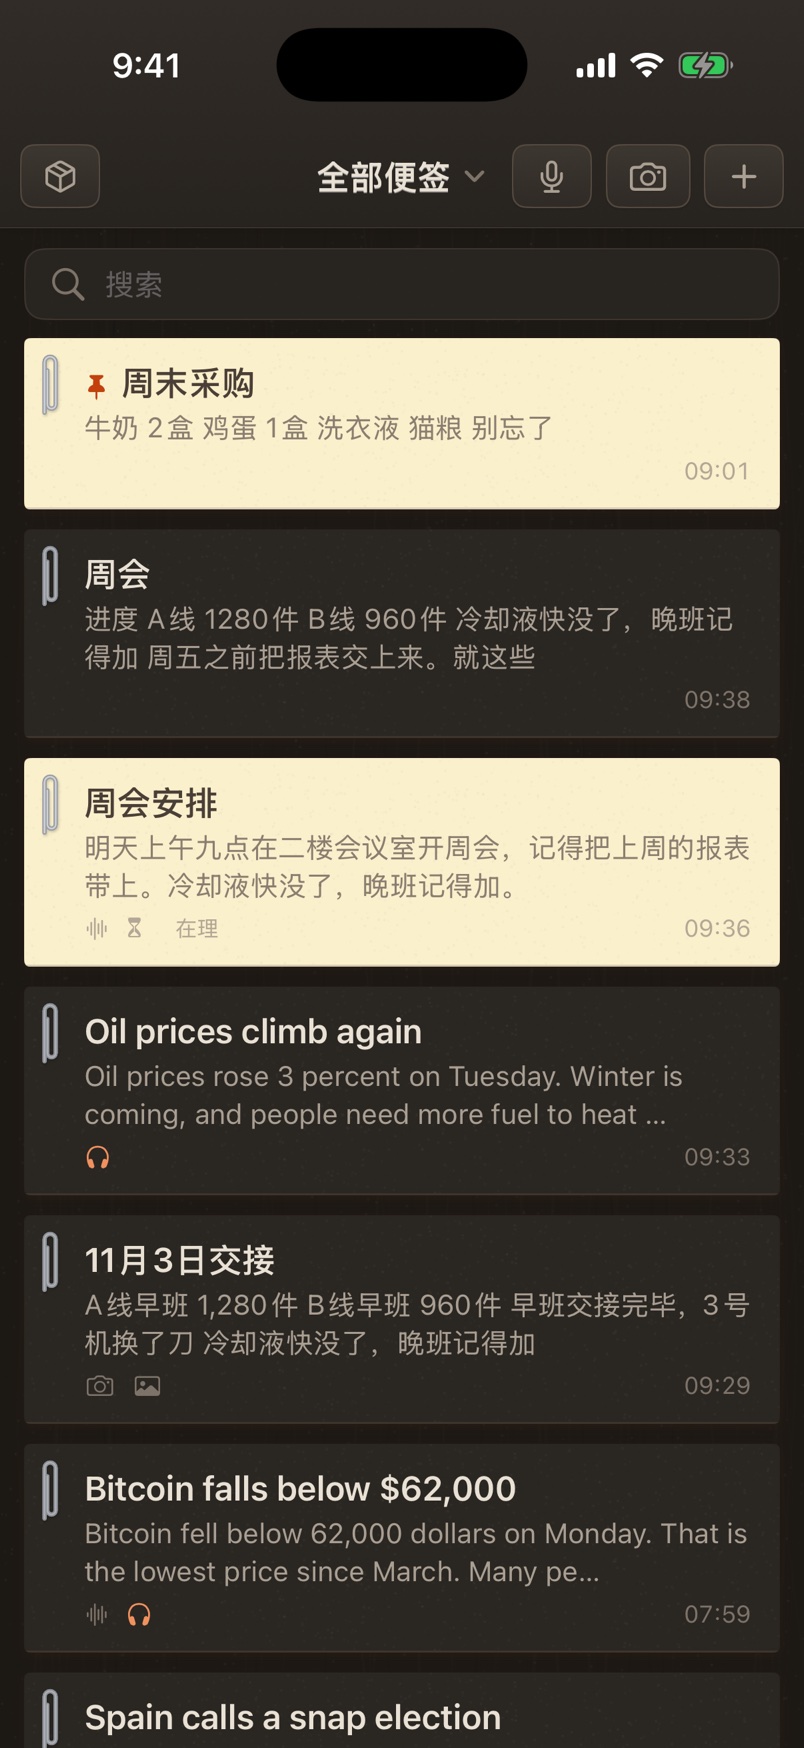 9:41
全部便签
搜索
周末采购
牛奶 2盒 鸡蛋 1盒 洗衣液 猫粮 别忘了
09:01
周会
进度 A线 1280件 B线 960件 冷却液快没了，晚班记
得加 周五之前把报表交上来。就这些
09:38
周会安排
明天上午九点在二楼会议室开周会，记得把上周的报表
带上。冷却液快没了，晚班记得加。
在理
09:36
Oil prices climb again
Oil prices rose 3 percent on Tuesday. Winter is
coming, and people need more fuel to heat ...
09:33
11月3日交接
A线早班 1,280件 B线早班 960件 早班交接完毕，3号
机换了刀 冷却液快没了，晚班记得加
09:29
Bitcoin falls below $62,000
Bitcoin fell below 62,000 dollars on Monday. That is
the lowest price since March. Many pe...
07:59
Spain calls a snap election